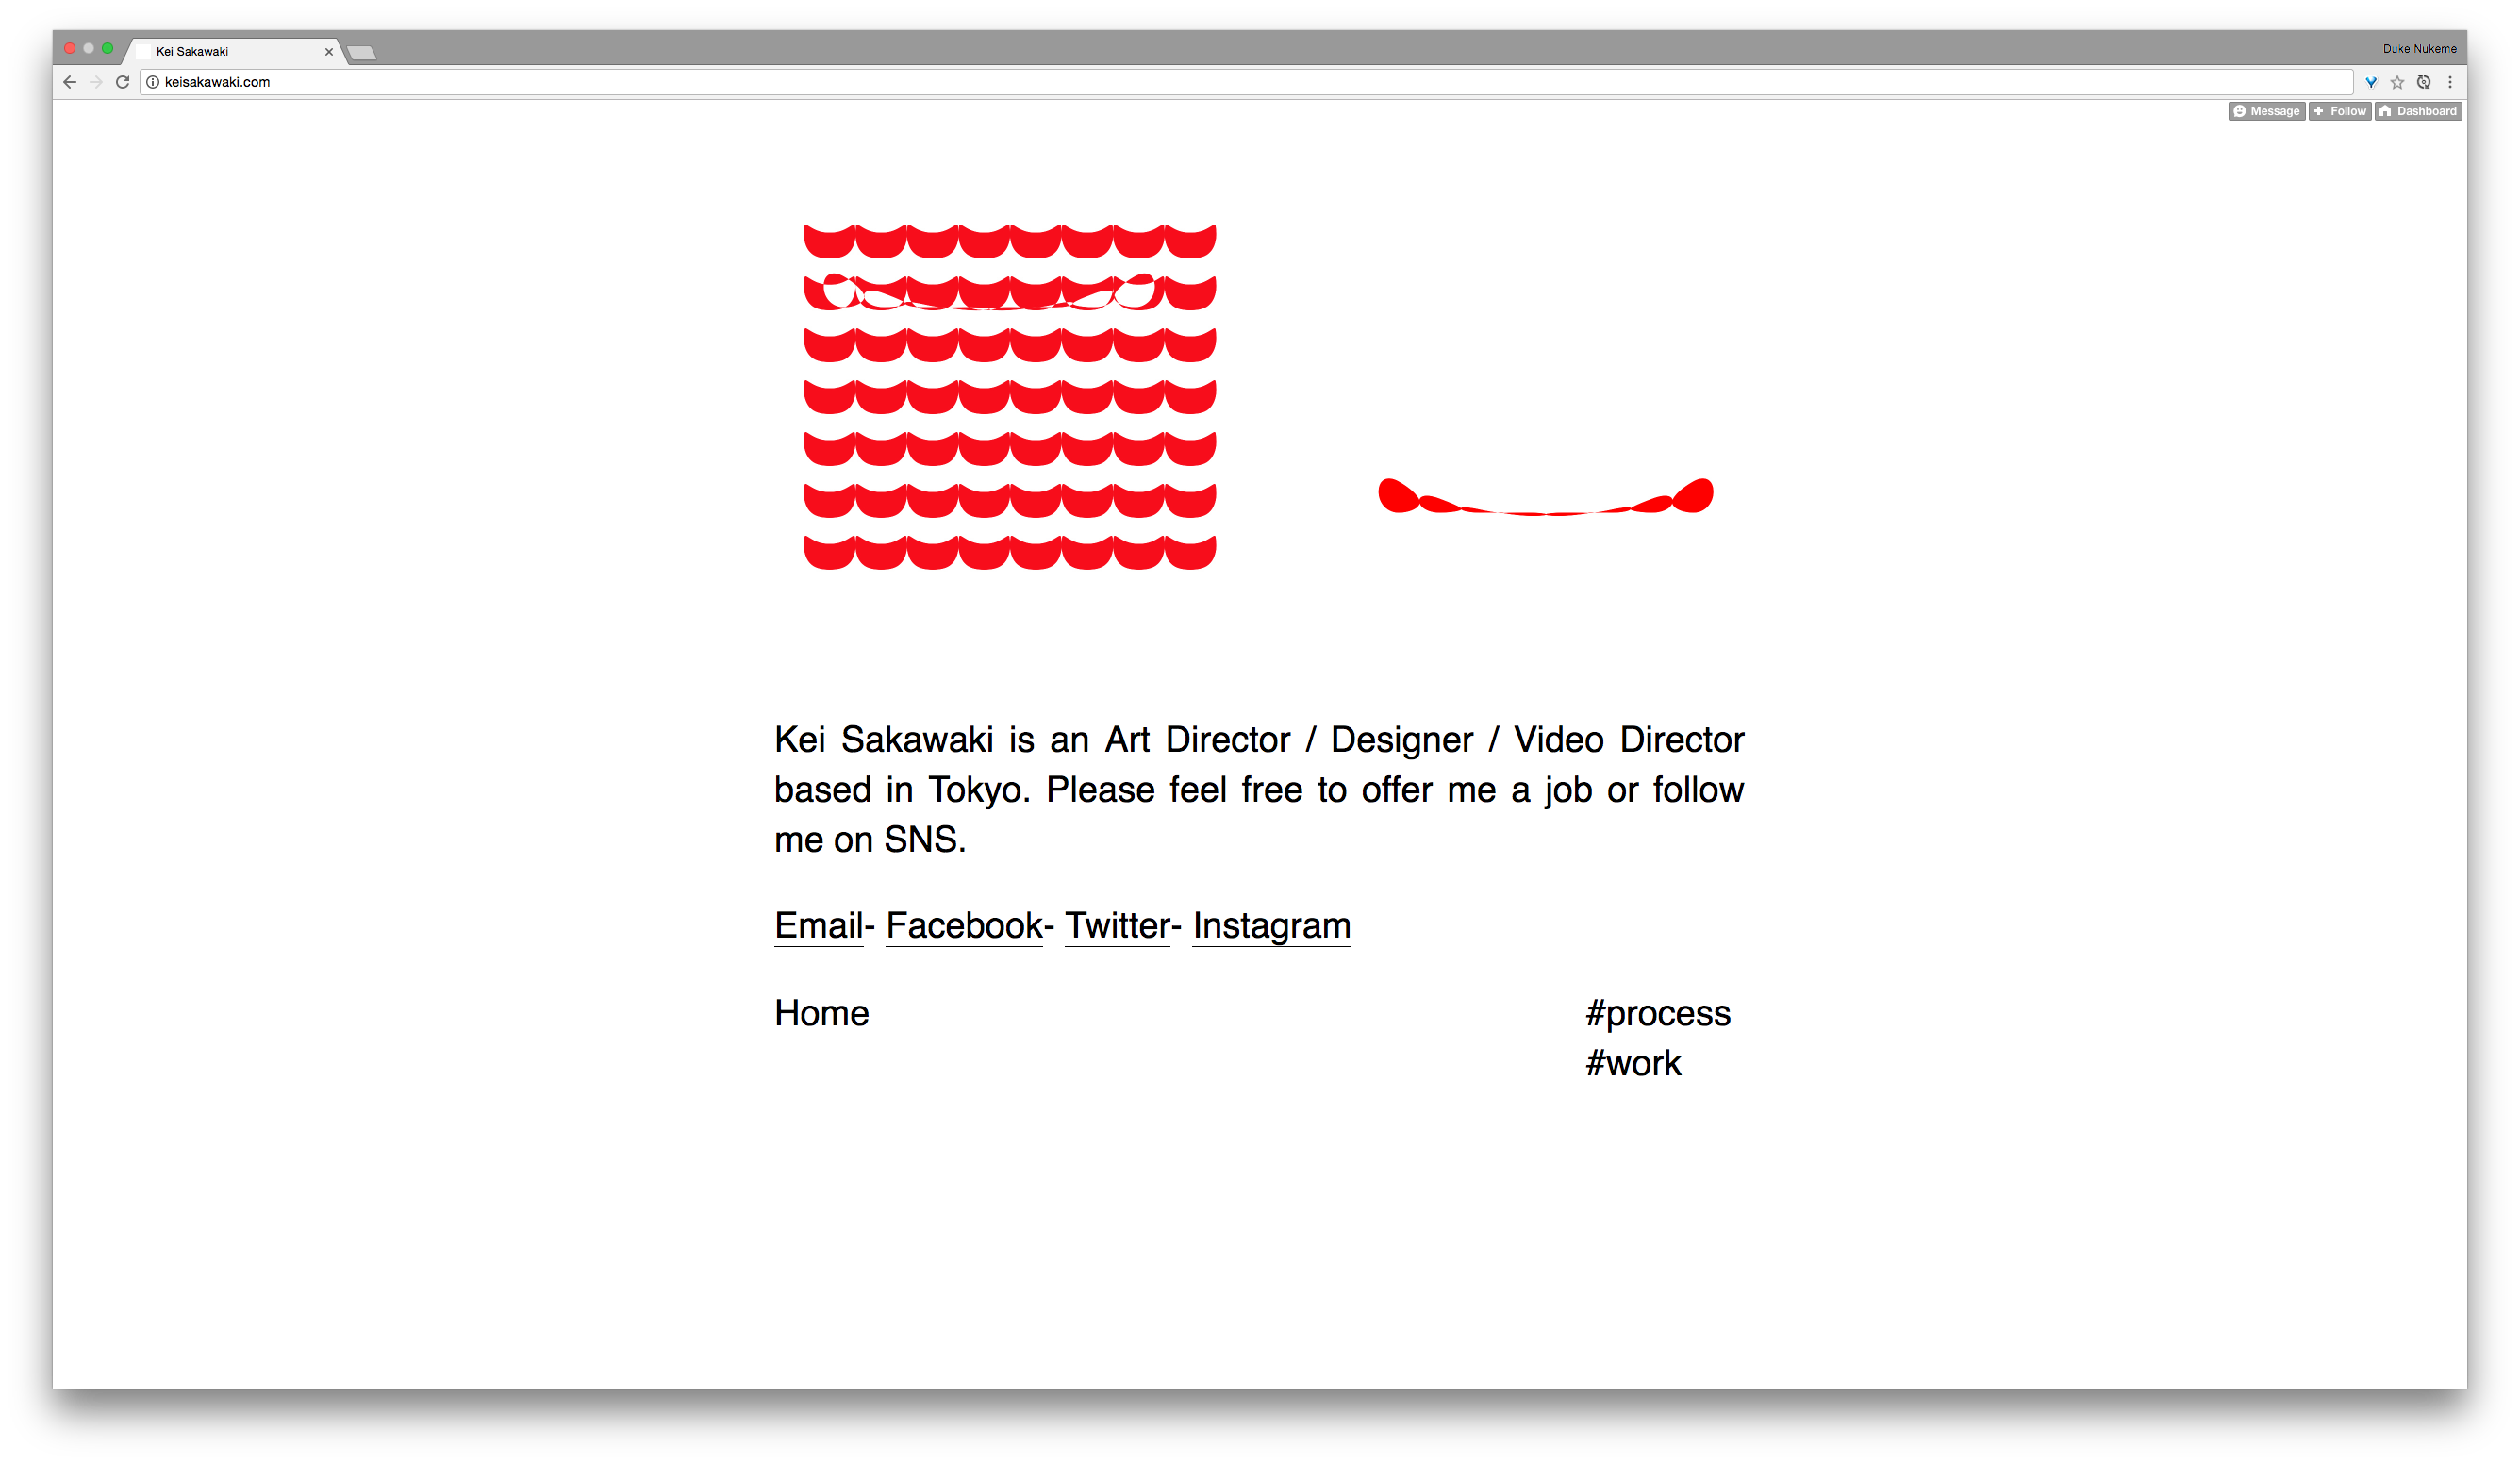 Kei Sakawaki
Duke Nukeme
keisakawaki.com
Message Follow Dashboard
Kei Sakawaki is an Art Director / Designer / Video Director
based in Tokyo. Please feel free to offer me a job or follow
me on SNS.
Email- Facebook- Twitter- Instagram
Home
#process
#work